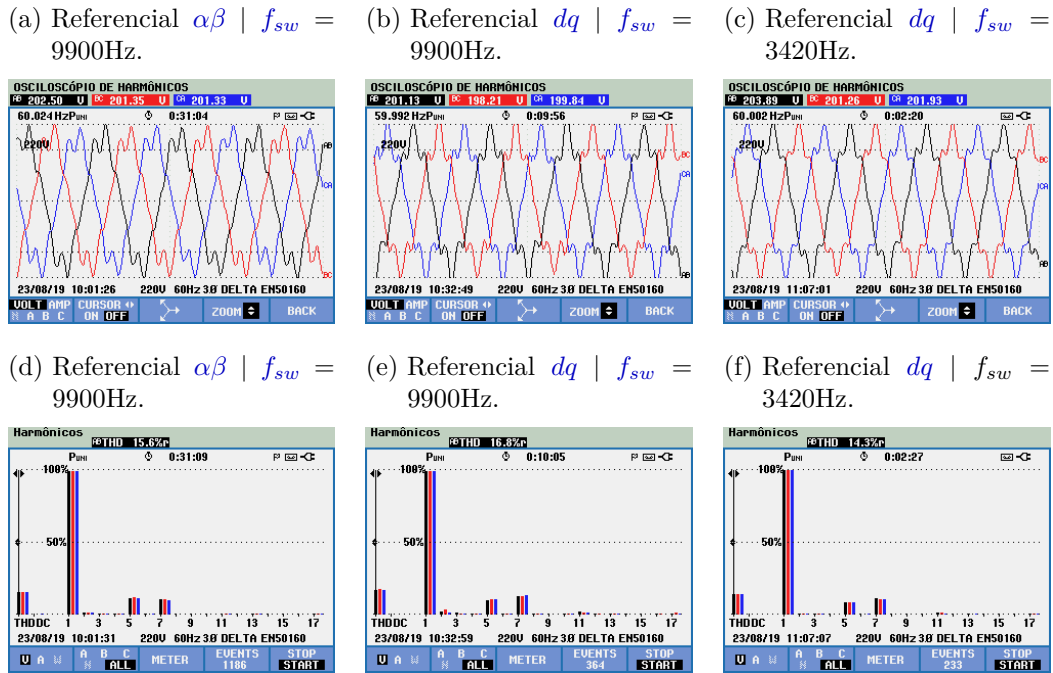 (a) Referencial αβ | f_sw = 9900Hz.
(b) Referencial dq | f_sw = 9900Hz.
(c) Referencial dq | f_sw = 3420Hz.
OSCILOSCÓPIO DE HARMÔNICOS
AB 202.50 V BC 201.35 V CA 201.33 V
60.024 Hz PUNI 0:31:04 P
220V
AB
CA
BC
23/08/19 10:01:26 220V 60Hz 3Ø DELTA EN50160
VOLT AMP CURSOR ZOOM BACK
N A B C ON OFF
OSCILOSCÓPIO DE HARMÔNICOS
AB 201.13 V BC 198.21 V CA 199.84 V
59.992 Hz PUNI 0:09:56 P
220V
BC
CA
AB
23/08/19 10:32:49 220V 60Hz 3Ø DELTA EN50160
VOLT AMP CURSOR ZOOM BACK
N A B C ON OFF
OSCILOSCÓPIO DE HARMÔNICOS
AB 203.89 V BC 201.26 V CA 201.93 V
60.002 Hz PUNI 0:02:20
220V
BC
CA
AB
23/08/19 11:07:01 220V 60Hz 3Ø DELTA EN50160
VOLT AMP CURSOR ZOOM BACK
N A B C ON OFF
(d) Referencial αβ | f_sw = 9900Hz.
(e) Referencial dq | f_sw = 9900Hz.
(f) Referencial dq | f_sw = 3420Hz.
Harmônicos
AB THD 15.6%r
PUNI 0:31:09 P
100%
50%
THDDC 1 3 5 7 9 11 13 15 17
23/08/19 10:01:31 220V 60Hz 3Ø DELTA EN50160
V A W A B C METER EVENTS STOP
N ALL 1186 START
Harmônicos
AB THD 16.8%r
PUNI 0:10:05 P
100%
50%
THDDC 1 3 5 7 9 11 13 15 17
23/08/19 10:32:59 220V 60Hz 3Ø DELTA EN50160
V A W A B C METER EVENTS STOP
N ALL 364 START
Harmônicos
AB THD 14.3%r
PUNI 0:02:27
100%
50%
THDDC 1 3 5 7 9 11 13 15 17
23/08/19 11:07:07 220V 60Hz 3Ø DELTA EN50160
V A W A B C METER EVENTS STOP
N ALL 233 START